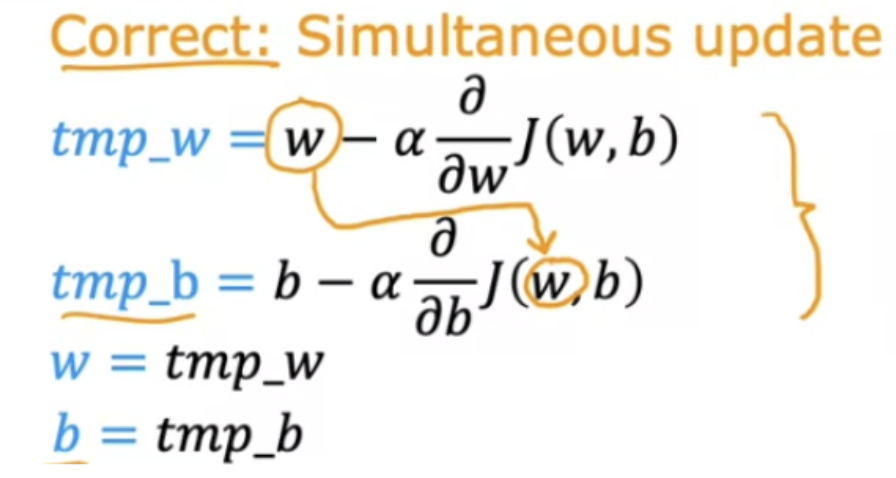 Correct: Simultaneous update
tmp_w = w − α ∂/∂w J(w, b)
tmp_b = b − α ∂/∂b J(w, b)
w = tmp_w
b = tmp_b